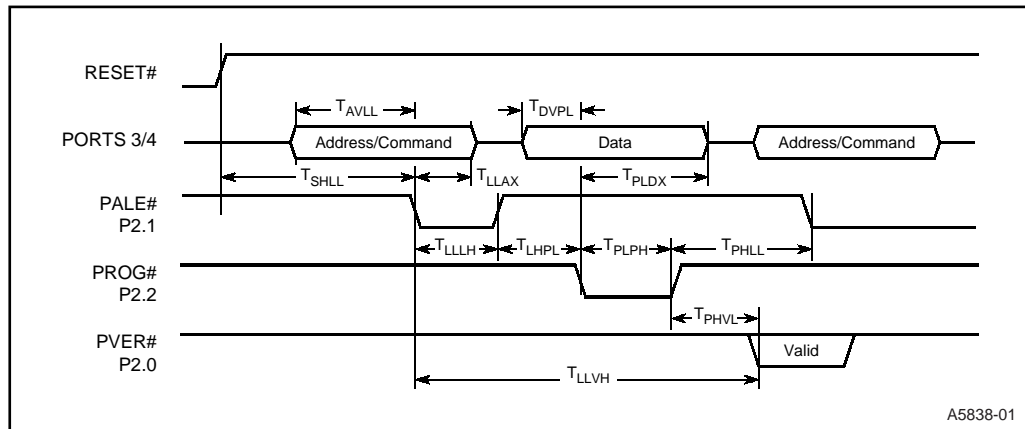 RESET#
T_AVLL
T_DVPL
PORTS 3/4
Address/Command
Data
Address/Command
T_SHLL
T_LLAX
T_PLDX
PALE#
P2.1
T_LLLH
T_LHPL
T_PLPH
T_PHLL
PROG#
P2.2
T_PHVL
PVER#
P2.0
Valid
T_LLVH
A5838-01